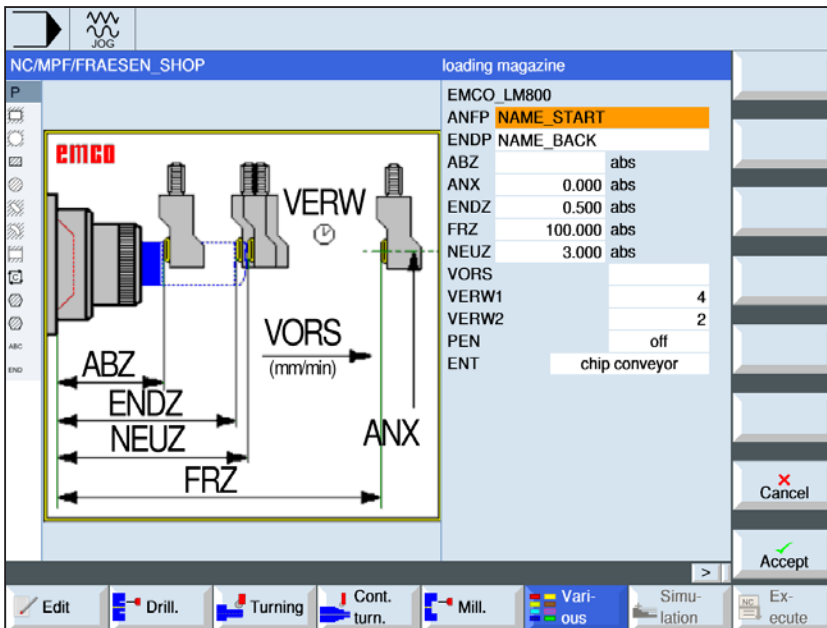 JOG
NC/MPF/FRAESEN_SHOP
loading magazine
P
ABC
END
emco
VERW
VORS
(mm/min)
ABZ
ENDZ
NEUZ
ANX
FRZ
EMCO_LM800
ANFP NAME_START
ENDP NAME_BACK
ABZ abs
ANX 0.000 abs
ENDZ 0.500 abs
FRZ 100.000 abs
NEUZ 3.000 abs
VORS
VERW1 4
VERW2 2
PEN off
ENT chip conveyor
Cancel
Accept
>
Edit
Drill.
Turning
Cont.
turn.
Mill.
Vari-
ous
Simu-
lation
NC
Ex-
ecute